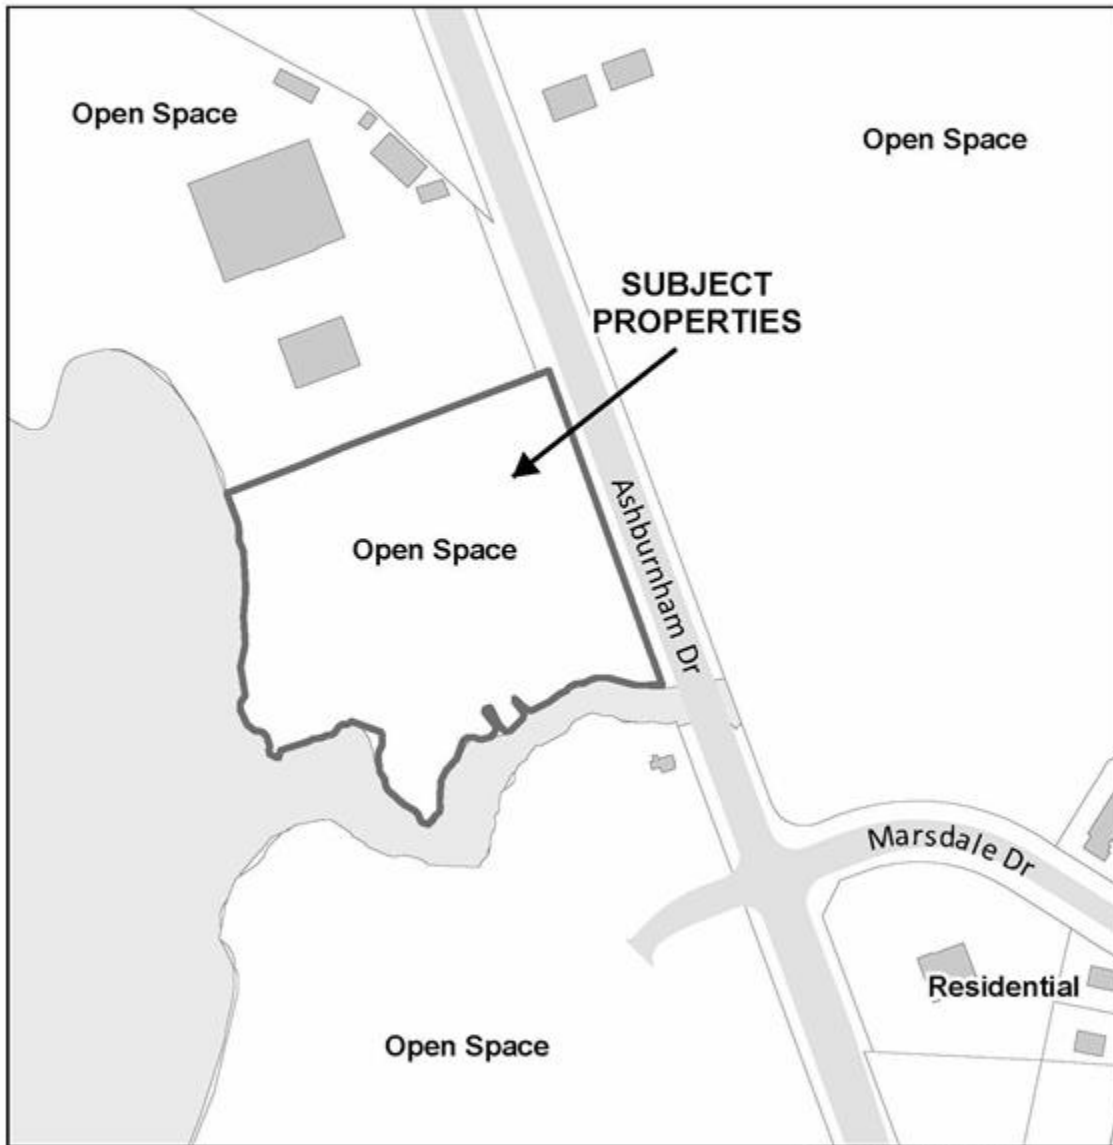 Open Space
Open Space
SUBJECT
PROPERTIES
Ashburnham Dr
Open Space
Marsdale Dr
Residential
Open Space